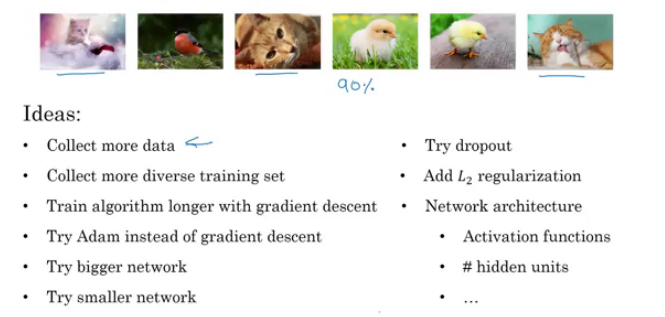 90%
Ideas:
• Collect more data
• Collect more diverse training set
• Train algorithm longer with gradient descent
• Try Adam instead of gradient descent
• Try bigger network
• Try smaller network
• Try dropout
• Add L₂ regularization
• Network architecture
• Activation functions
• # hidden units
• ...